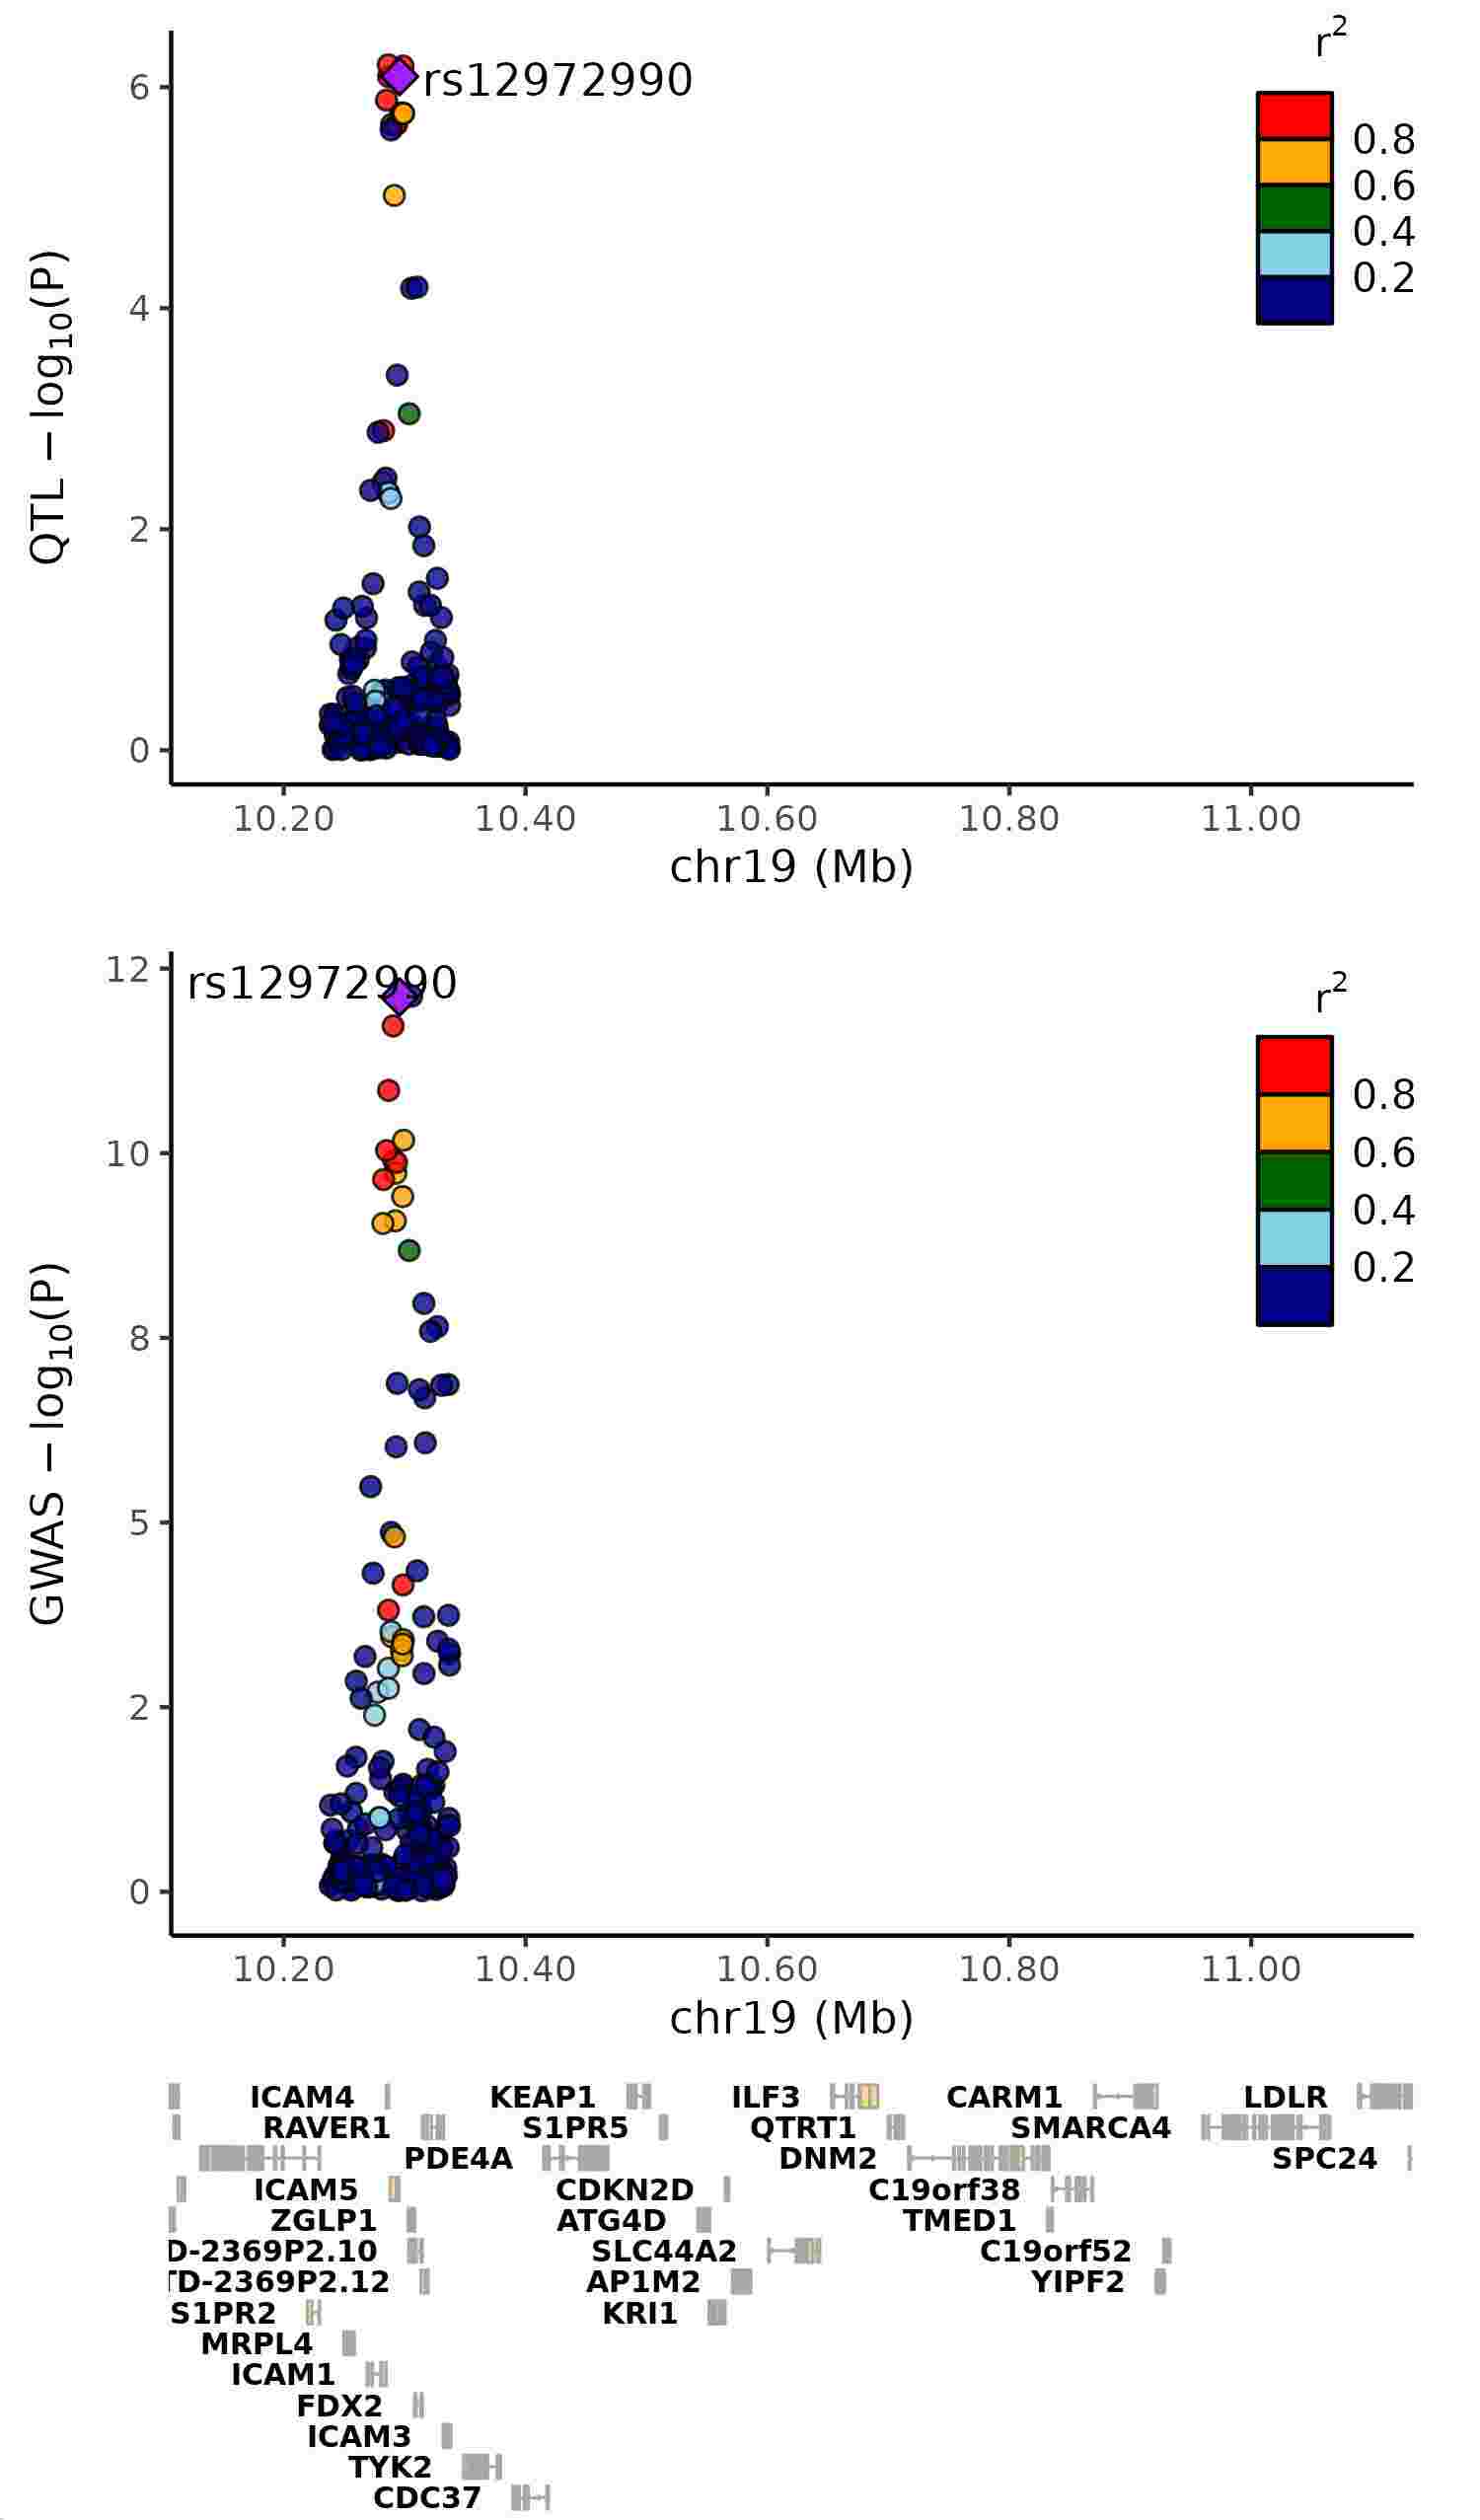 r2
rs12972990
6
4
2
0
0.8
0.6
0.4
0.2
QTL −log10(P)
10.20 10.40 10.60 10.80 11.00
chr19 (Mb)
r2
rs12972990
12
10
8
5
2
0
0.8
0.6
0.4
0.2
GWAS −log10(P)
10.20 10.40 10.60 10.80 11.00
chr19 (Mb)
ICAM4 KEAP1 ILF3 CARM1 LDLR
RAVER1 S1PR5 QTRT1 SMARCA4
PDE4A DNM2 SPC24
ICAM5 CDKN2D C19orf38
ZGLP1 ATG4D TMED1
D-2369P2.10 SLC44A2 C19orf52
TD-2369P2.12 AP1M2 YIPF2
S1PR2 KRI1
MRPL4
ICAM1
FDX2
ICAM3
TYK2
CDC37